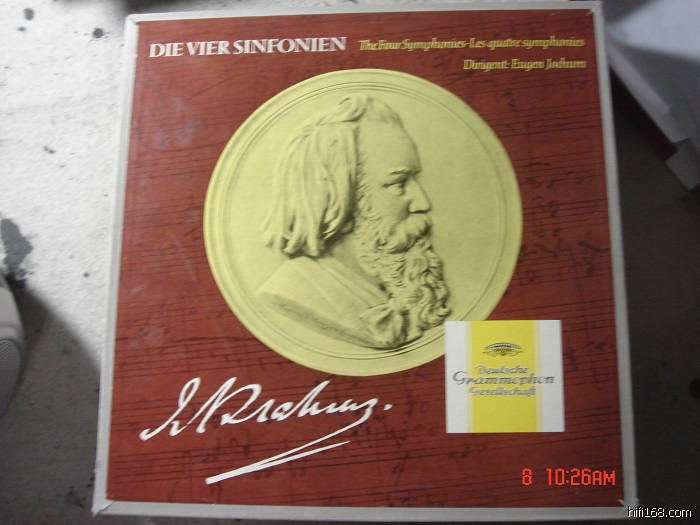 DIE VIER SINFONIEN
The Four Symphonies · Les quatre symphonies
Dirigent: Eugen Jochum
Deutsche
Grammophon
Gesellschaft
J Brahms.
8 10:26AM
hifi168.com